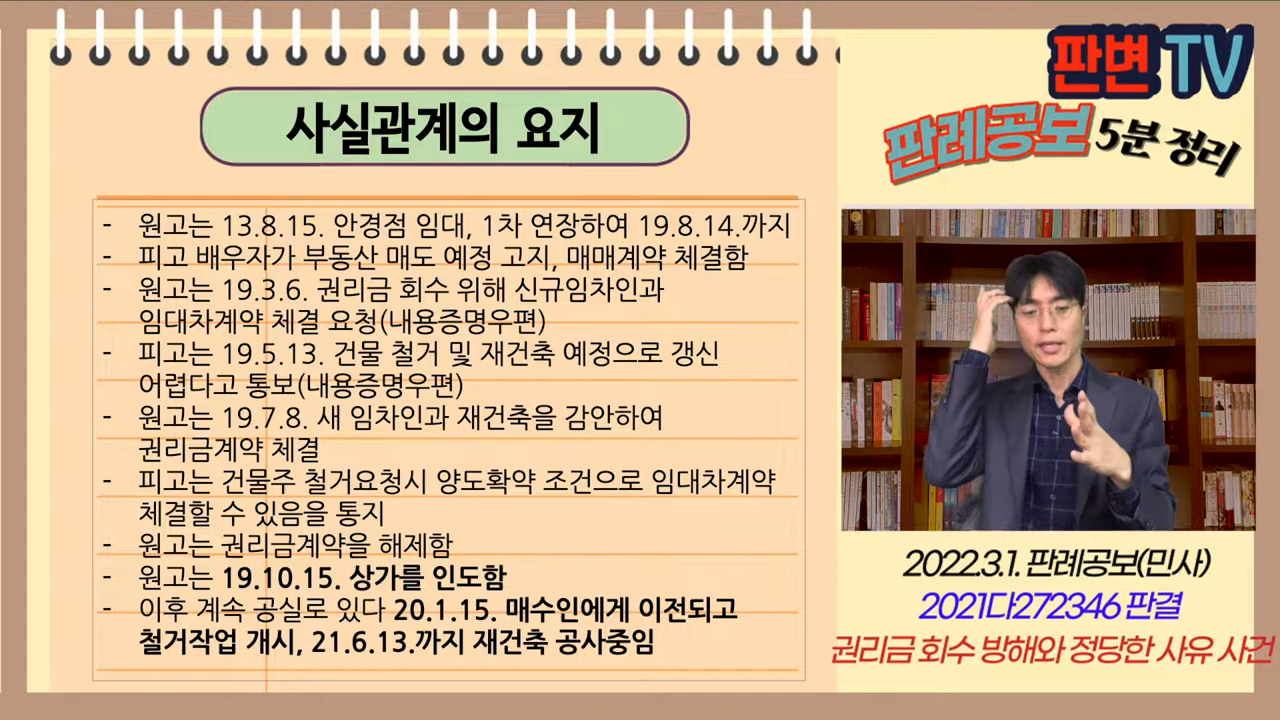 판변 TV
판례공보 5분 정리
사실관계의 요지
- 원고는 13.8.15. 안경점 임대, 1차 연장하여 19.8.14.까지
- 피고 배우자가 부동산 매도 예정 고지, 매매계약 체결함
- 원고는 19.3.6. 권리금 회수 위해 신규임차인과
임대차계약 체결 요청(내용증명우편)
- 피고는 19.5.13. 건물 철거 및 재건축 예정으로 갱신
어렵다고 통보(내용증명우편)
- 원고는 19.7.8. 새 임차인과 재건축을 감안하여
권리금계약 체결
- 피고는 건물주 철거요청시 양도확약 조건으로 임대차계약
체결할 수 있음을 통지
- 원고는 권리금계약을 해제함
- 원고는 19.10.15. 상가를 인도함
- 이후 계속 공실로 있다 20.1.15. 매수인에게 이전되고
철거작업 개시, 21.6.13.까지 재건축 공사중임
2022.3.1. 판례공보(민사)
2021다272346 판결
권리금 회수 방해와 정당한 사유 사건